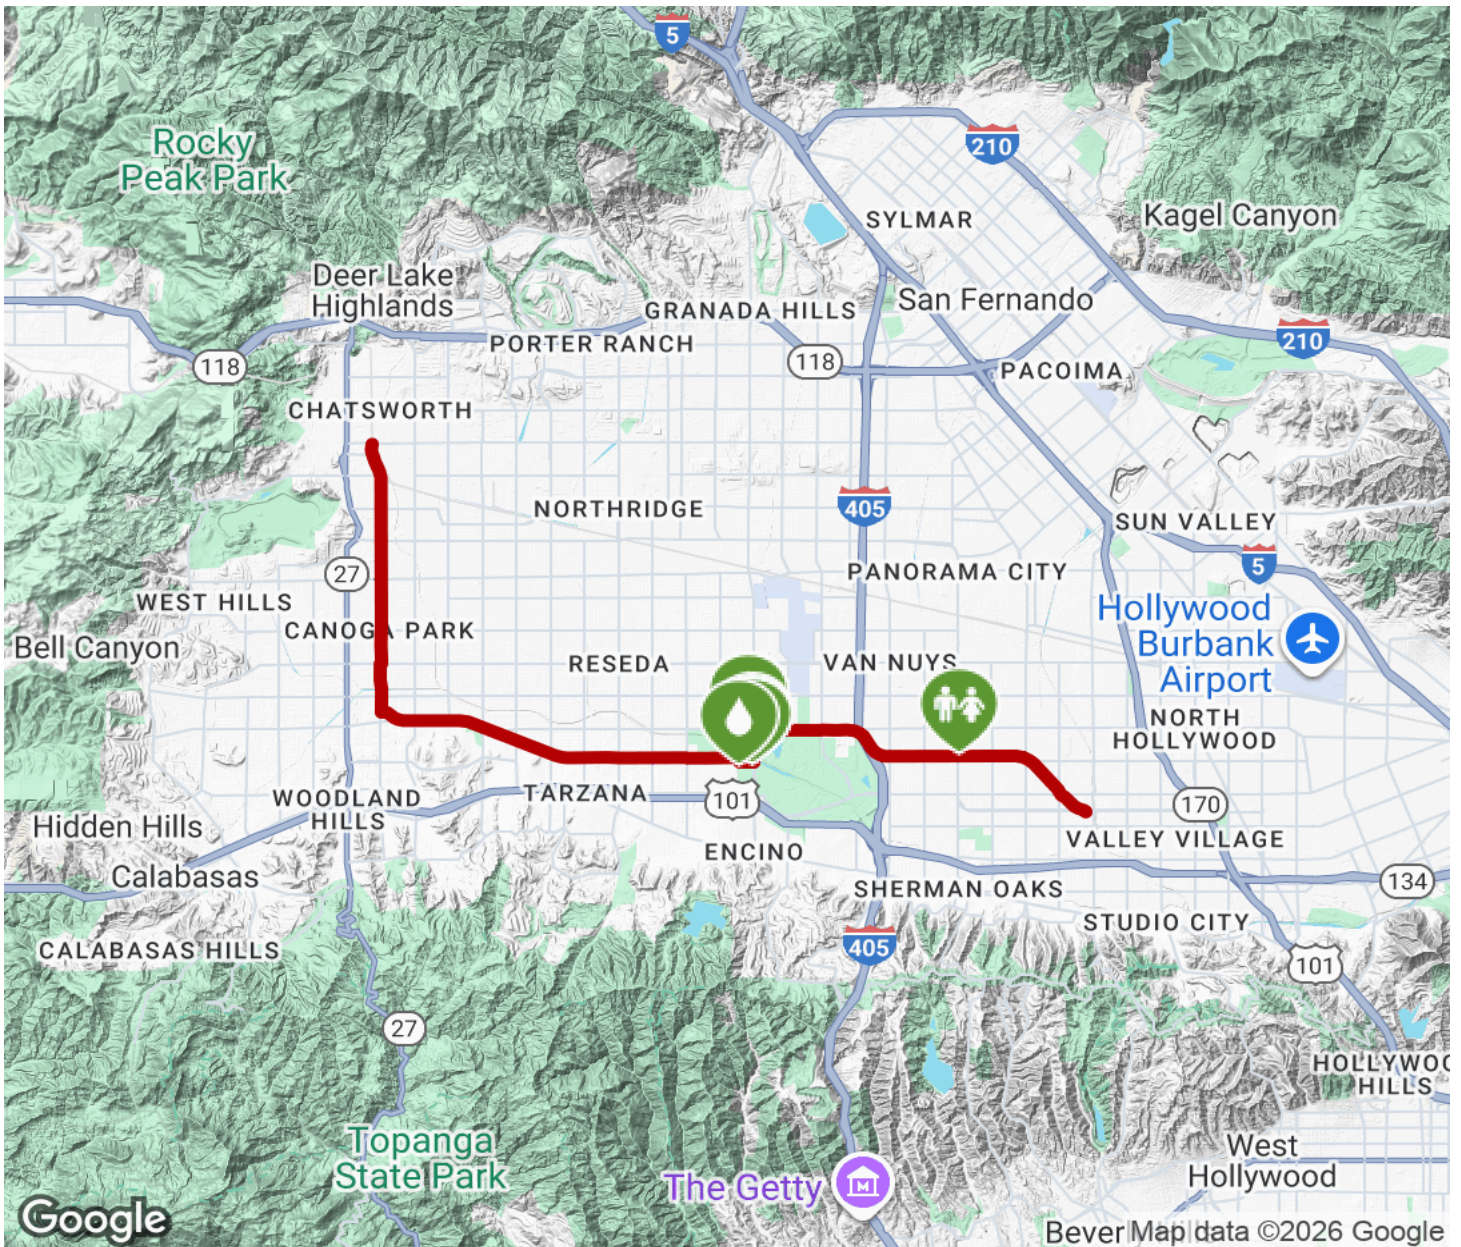 5
210
Rocky
Peak Park
Kagel Canyon
SYLMAR
Deer Lake
Highlands
San Fernando
GRANADA HILLS
PORTER RANCH
210
118
118
PACOIMA
CHATSWORTH
405
NORTHRIDGE
SUN VALLEY
5
27
PANORAMA CITY
WEST HILLS
Hollywood
Burbank
Airport
CANOGA PARK
Bell Canyon
RESEDA
VAN NUYS
NORTH
HOLLYWOOD
WOODLAND
HILLS
TARZANA
101
170
Hidden Hills
VALLEY VILLAGE
ENCINO
Calabasas
134
SHERMAN OAKS
STUDIO CITY
405
CALABASAS HILLS
101
27
HOLLYWOO
HILLS
Topanga
State Park
West
Hollywood
The Getty
M
Google
Bever
Map data ©2026 Google